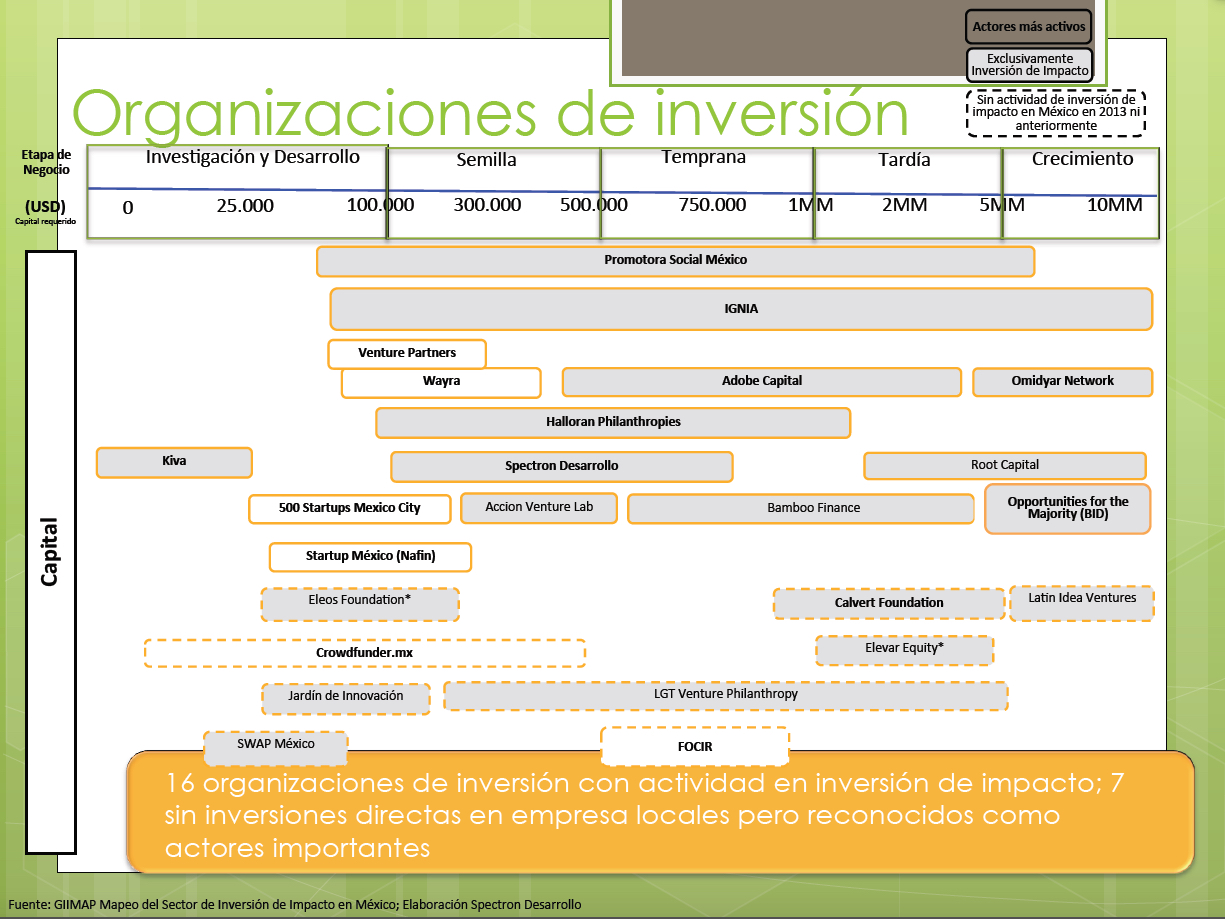 Actores más activos
Exclusivamente
Inversión de Impacto
Sin actividad de inversión de
impacto en México en 2013 ni
anteriormente
Organizaciones de inversión
Etapa de
Negocio
Investigación y Desarrollo
Semilla
Temprana
Tardía
Crecimiento
(USD)
Capital requerido
0
25.000
100.000
300.000
500.000
750.000
1MM
2MM
5MM
10MM
Capital
Promotora Social México
IGNIA
Venture Partners
Wayra
Adobe Capital
Omidyar Network
Halloran Philanthropies
Kiva
Spectron Desarrollo
Root Capital
500 Startups Mexico City
Accion Venture Lab
Bamboo Finance
Opportunities for the
Majority (BID)
Startup México (Nafin)
Eleos Foundation*
Calvert Foundation
Latin Idea Ventures
Crowdfunder.mx
Elevar Equity*
Jardín de Innovación
LGT Venture Philanthropy
SWAP México
FOCIR
16 organizaciones de inversión con actividad en inversión de impacto; 7
sin inversiones directas en empresa locales pero reconocidos como
actores importantes
Fuente: GIIMAP Mapeo del Sector de Inversión de Impacto en México; Elaboración Spectron Desarrollo